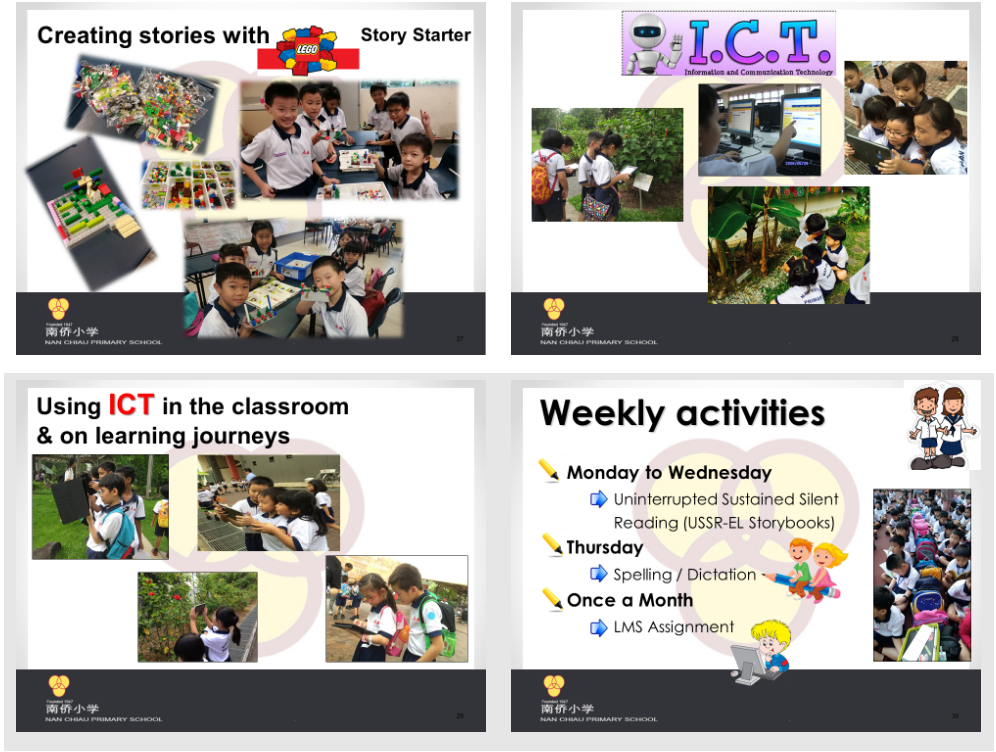 Creating stories with LEGO Story Starter
Founded 1947
南侨小学
NAN CHIAU PRIMARY SCHOOL
27
I.C.T.
Information and Communication Technology
Founded 1947
南侨小学
NAN CHIAU PRIMARY SCHOOL
28
Using ICT in the classroom
& on learning journeys
Founded 1947
南侨小学
NAN CHIAU PRIMARY SCHOOL
29
Weekly activities
Monday to Wednesday
Uninterrupted Sustained Silent
Reading (USSR-EL Storybooks)
Thursday
Spelling / Dictation
Once a Month
LMS Assignment
Founded 1947
南侨小学
NAN CHIAU PRIMARY SCHOOL
30